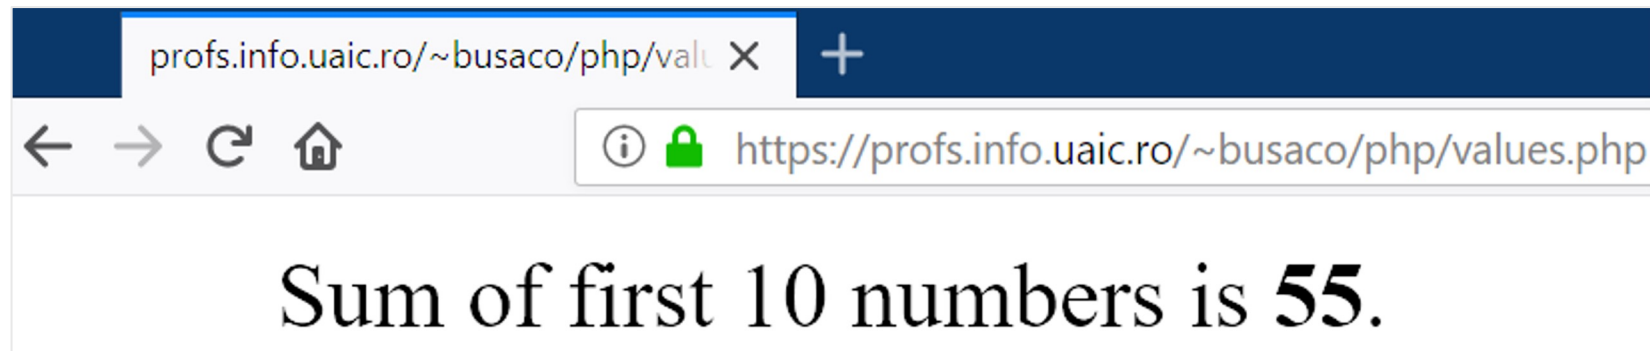 profs.info.uaic.ro/~busaco/php/valu
https://profs.info.uaic.ro/~busaco/php/values.php
Sum of first 10 numbers is 55.